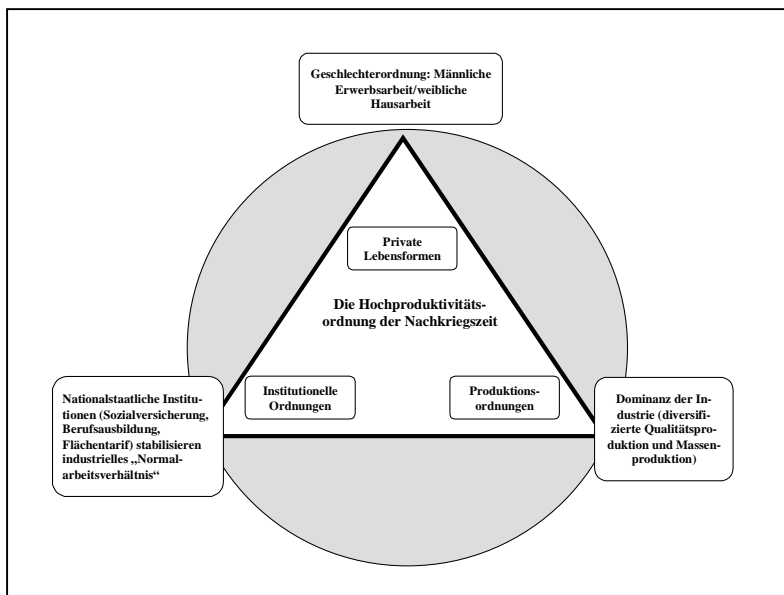 Geschlechterordnung: Männliche
Erwerbsarbeit/weibliche
Hausarbeit
Private
Lebensformen
Die Hochproduktivitäts-
ordnung der Nachkriegszeit
Nationalstaatliche Institu-
tionen (Sozialversicherung,
Berufsausbildung,
Flächentarif) stabilisieren
industrielles „Normal-
arbeitsverhältnis“
Institutionelle
Ordnungen
Produktions-
ordnungen
Dominanz der In-
dustrie (diversifi-
zierte Qualitätspro-
duktion und Massen-
produktion)